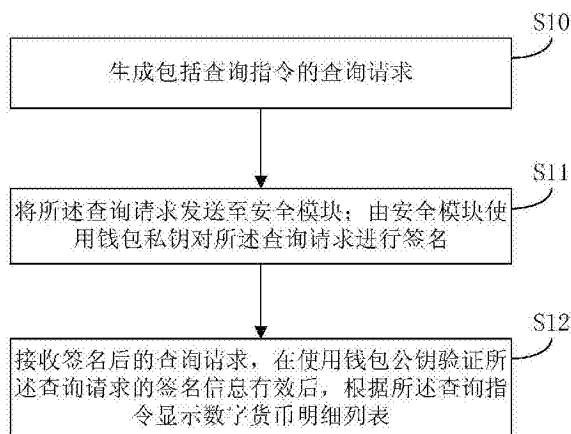 S10
生成包括查询指令的查询请求
S11
将所述查询请求发送至安全模块；由安全模块使
用钱包私钥对所述查询请求进行签名
S12
接收签名后的查询请求，在使用钱包公钥验证所
述查询请求的签名信息有效后，根据所述查询指
令显示数字货币明细列表